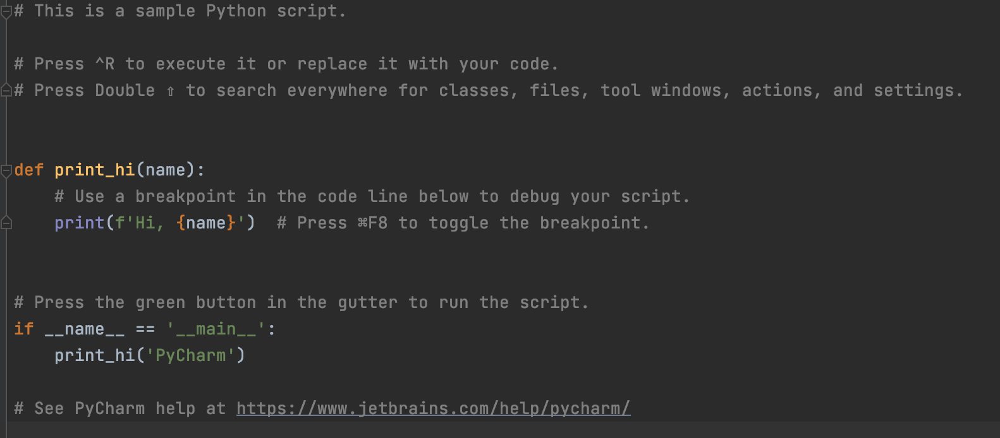 # This is a sample Python script.
# Press ^R to execute it or replace it with your code.
# Press Double ⇧ to search everywhere for classes, files, tool windows, actions, and settings.
def print_hi(name):
    # Use a breakpoint in the code line below to debug your script.
    print(f'Hi, {name}')  # Press ⌘F8 to toggle the breakpoint.
# Press the green button in the gutter to run the script.
if __name__ == '__main__':
    print_hi('PyCharm')
# See PyCharm help at https://www.jetbrains.com/help/pycharm/